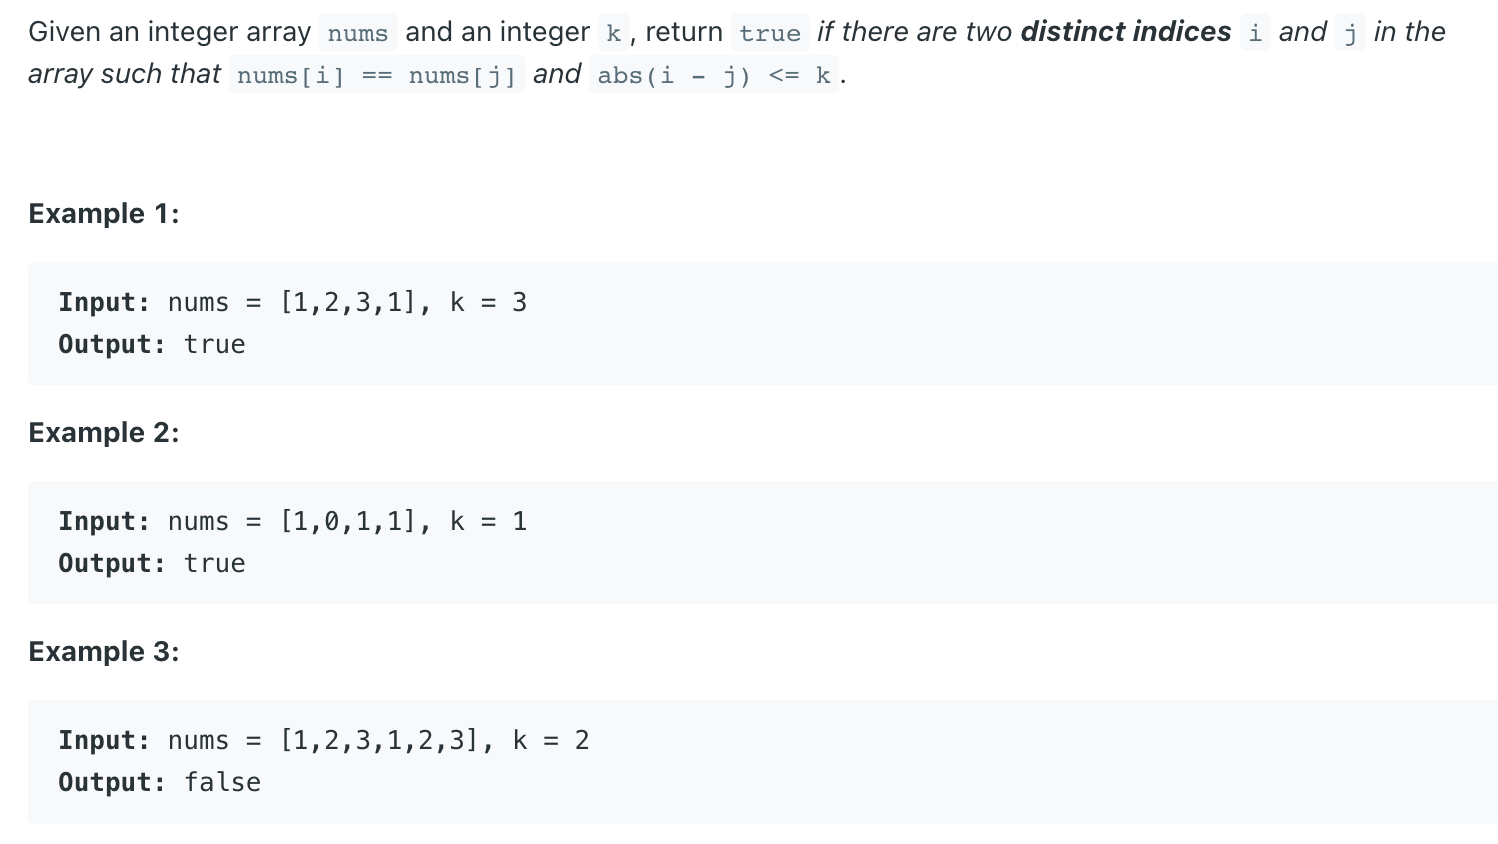 Given an integer array nums and an integer k, return true if there are two distinct indices i and j in the
array such that nums[i] == nums[j] and abs(i - j) <= k.
Example 1:
Input: nums = [1,2,3,1], k = 3
Output: true
Example 2:
Input: nums = [1,0,1,1], k = 1
Output: true
Example 3:
Input: nums = [1,2,3,1,2,3], k = 2
Output: false